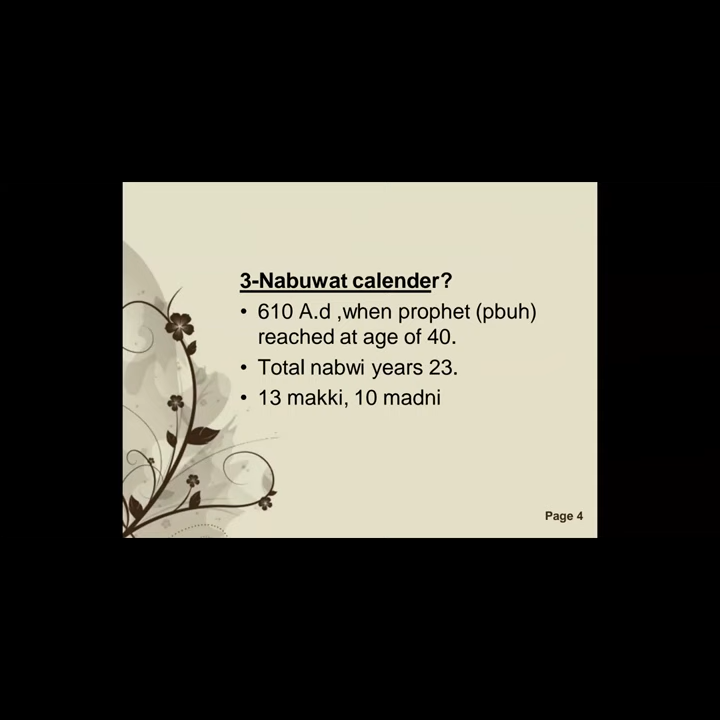 3-Nabuwat calender?
• 610 A.d ,when prophet (pbuh)
reached at age of 40.
• Total nabwi years 23.
• 13 makki, 10 madni
Page 4